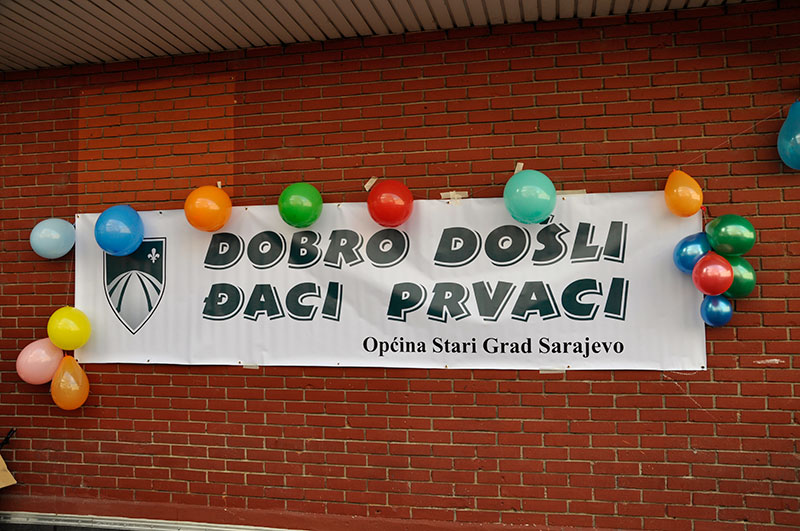 DOBRO DOŠLI
ĐACI PRVACI
Općina Stari Grad Sarajevo